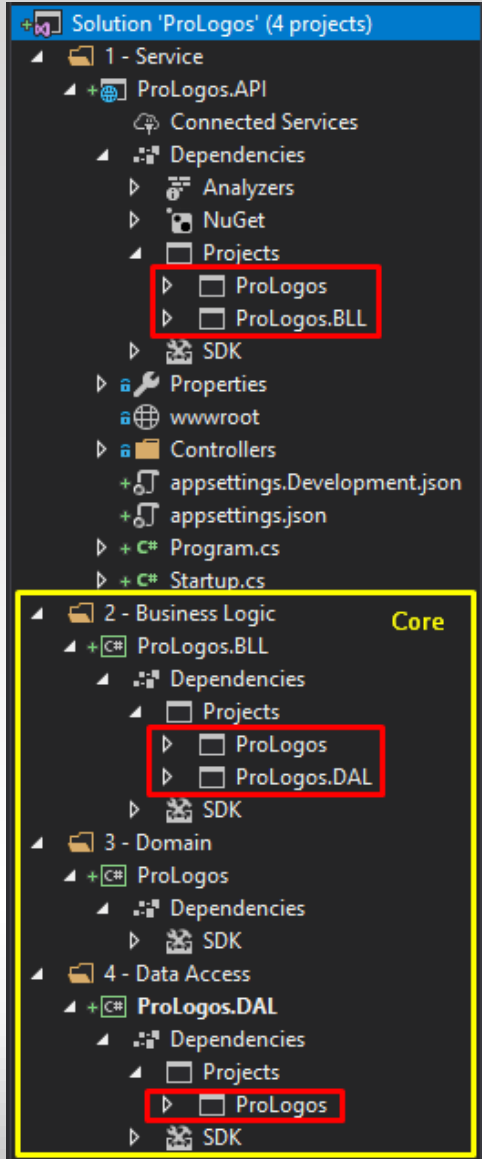 Solution 'ProLogos' (4 projects)
1 - Service
ProLogos.API
Connected Services
Dependencies
Analyzers
NuGet
Projects
ProLogos
ProLogos.BLL
SDK
Properties
wwwroot
Controllers
appsettings.Development.json
appsettings.json
C# Program.cs
C# Startup.cs
2 - Business Logic Core
C# ProLogos.BLL
Dependencies
Projects
ProLogos
ProLogos.DAL
SDK
3 - Domain
C# ProLogos
Dependencies
SDK
4 - Data Access
C# ProLogos.DAL
Dependencies
Projects
ProLogos
SDK